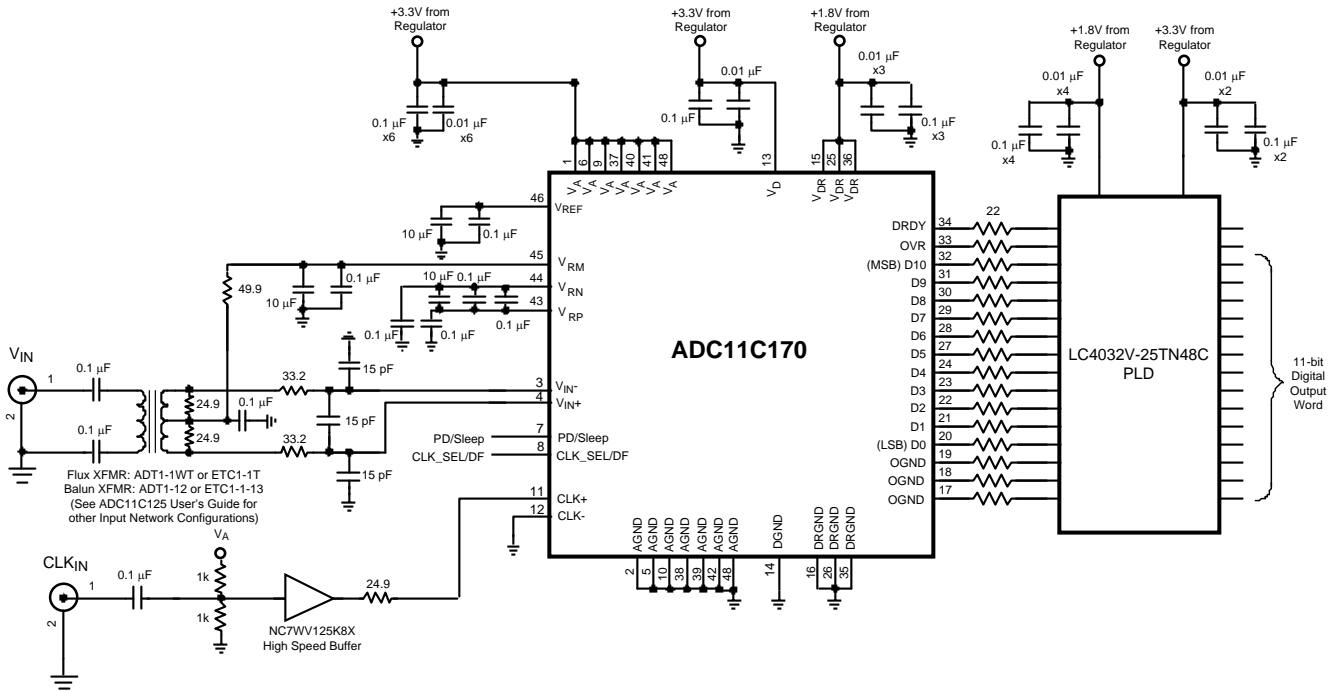 +3.3V from
Regulator
+3.3V from
Regulator
+1.8V from
Regulator
+1.8V from
Regulator
+3.3V from
Regulator
0.1 µF
x6
0.01 µF
x6
0.01 µF
0.1 µF
0.01 µF
x3
0.1 µF
x3
0.01 µF
x4
0.1 µF
x4
0.01 µF
x2
0.1 µF
x2
1
6
9
37
40
41
48
13
15
25
36
VA
VA
VA
VA
VA
VA
VA
VD
VDR
VDR
VDR
46
VREF
10 µF
0.1 µF
45
VRM
0.1 µF
10 µF
49.9
44
VRN
43
VRP
10 µF
0.1 µF
0.1 µF
0.1 µF
0.1 µF
VIN
1
2
0.1 µF
0.1 µF
24.9
24.9
0.1 µF
33.2
33.2
15 pF
15 pF
15 pF
3
VIN-
4
VIN+
7
PD/Sleep
PD/Sleep
8
CLK_SEL/DF
CLK_SEL/DF
11
CLK+
12
CLK-
Flux XFMR: ADT1-1WT or ETC1-1T
Balun XFMR: ADT1-12 or ETC1-1-13
(See ADC11C125 User's Guide for
other Input Network Configurations)
VA
CLKIN
1
2
0.1 µF
1k
1k
24.9
NC7WV125K8X
High Speed Buffer
ADC11C170
AGND
AGND
AGND
AGND
AGND
AGND
AGND
DGND
DRGND
DRGND
DRGND
2
5
10
38
39
42
48
14
16
26
35
22
DRDY 34
OVR 33
(MSB) D10 32
D9 31
D8 30
D7 29
D6 28
D5 27
D4 24
D3 23
D2 22
D1 21
(LSB) D0 20
OGND 19
OGND 18
OGND 17
LC4032V-25TN48C
PLD
11-bit
Digital
Output
Word